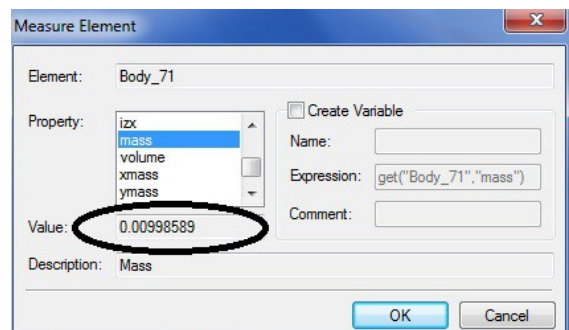 Measure Element
Element: Body_71
Property:
izx
mass
volume
xmass
ymass
Create Variable
Name:
Expression: get("Body_71","mass")
Comment:
Value: 0.00998589
Description: Mass
OK Cancel